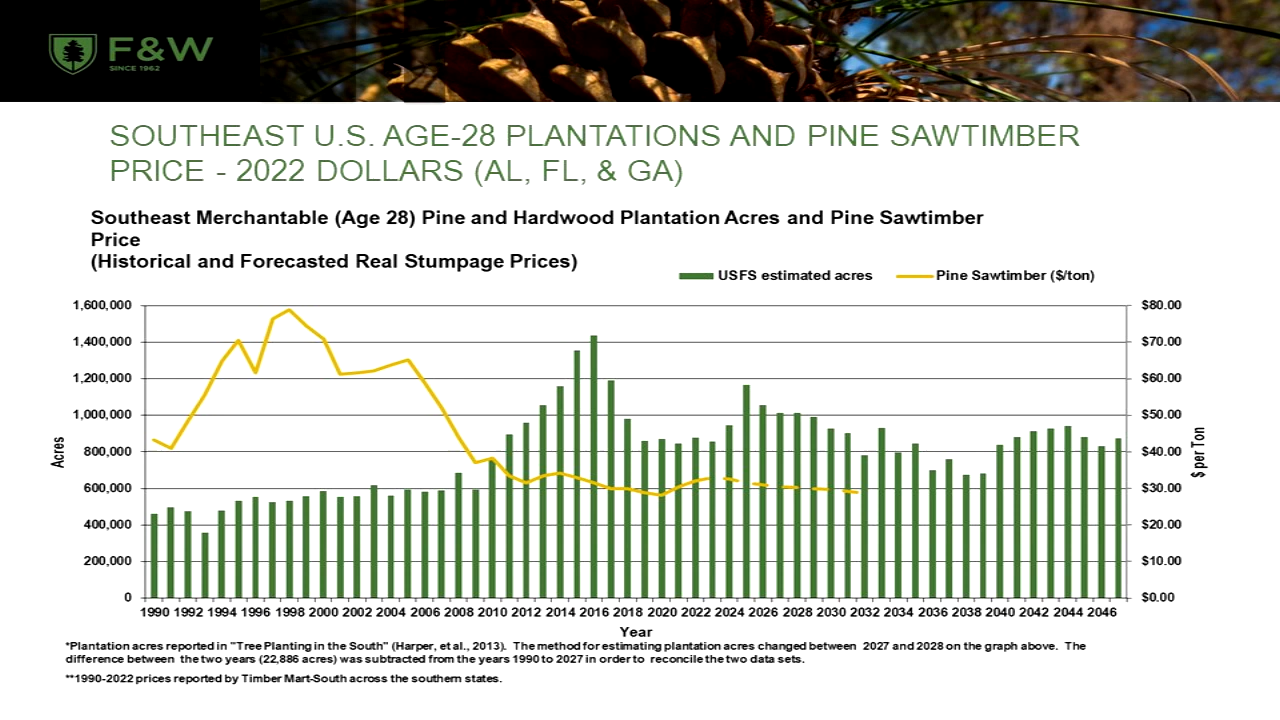 F&W
SINCE 1962
SOUTHEAST U.S. AGE-28 PLANTATIONS AND PINE SAWTIMBER
PRICE - 2022 DOLLARS (AL, FL, & GA)
Southeast Merchantable (Age 28) Pine and Hardwood Plantation Acres and Pine Sawtimber
Price
(Historical and Forecasted Real Stumpage Prices)
USFS estimated acres
Pine Sawtimber ($/ton)
1,600,000
1,400,000
1,200,000
1,000,000
800,000
600,000
400,000
200,000
0
Acres
$80.00
$70.00
$60.00
$50.00
$40.00
$30.00
$20.00
$10.00
$0.00
$ per Ton
1990 1992 1994 1996 1998 2000 2002 2004 2006 2008 2010 2012 2014 2016 2018 2020 2022 2024 2026 2028 2030 2032 2034 2036 2038 2040 2042 2044 2046
Year
*Plantation acres reported in "Tree Planting in the South" (Harper, et al., 2013). The method for estimating plantation acres changed between 2027 and 2028 on the graph above. The
difference between the two years (22,886 acres) was subtracted from the years 1990 to 2027 in order to reconcile the two data sets.
**1990-2022 prices reported by Timber Mart-South across the southern states.